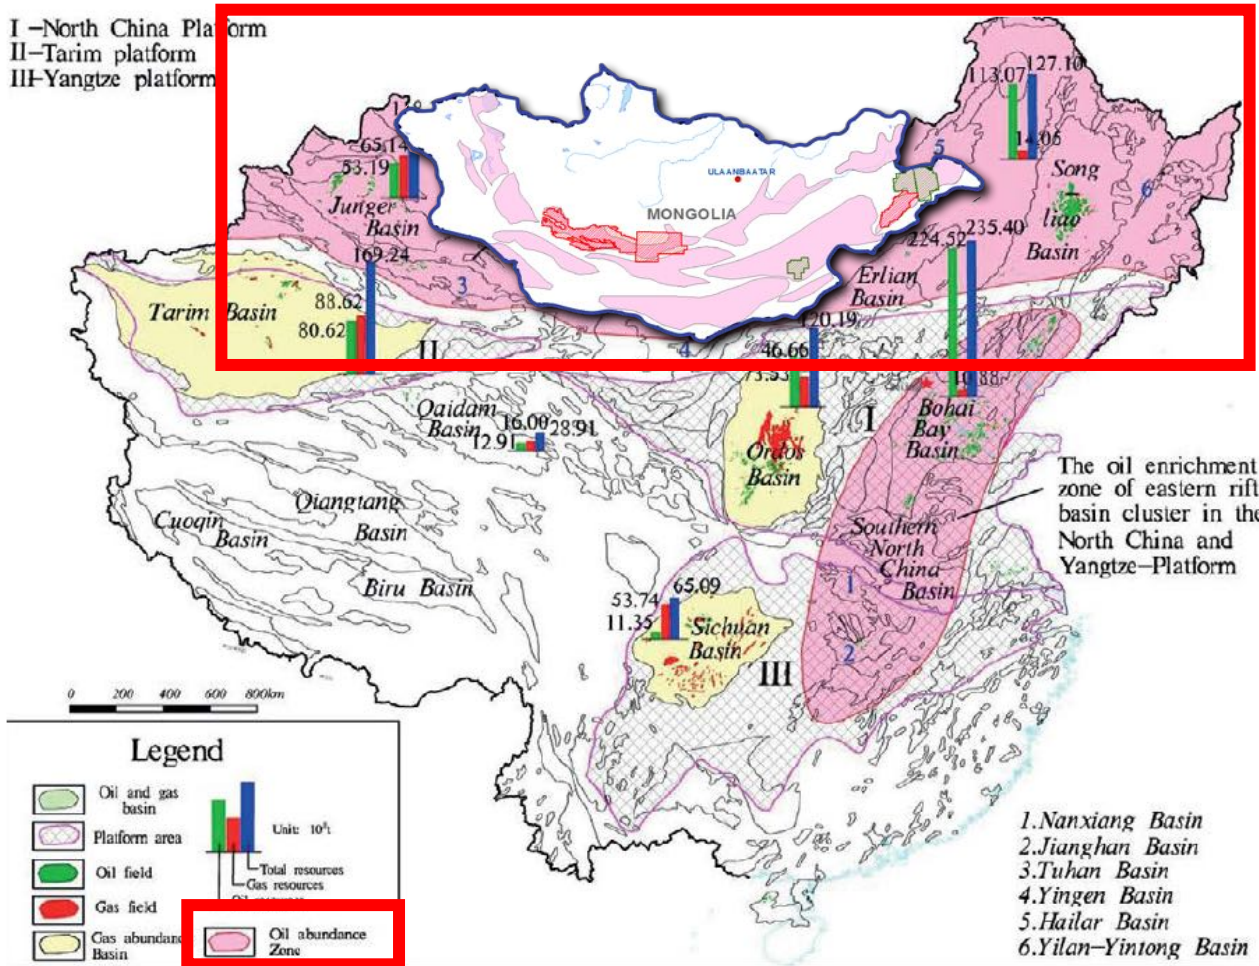 I -North China Platform
II-Tarim platform
III-Yangtze platform
113.07
127.10
14.05
5
Song
liao
Basin
6
65.14
53.19
Junger
Basin
ULAANBAATAR
MONGOLIA
224.52
235.40
Erlian
Basin
169.24
3
Tarim Basin
88.62
80.62
II
4
120.19
46.66
73.53
10.88
Qaidam
Basin
16.00
28.91
12.91
I
Bohai
Bay
Basin
Ordos
Basin
The oil enrichment
zone of eastern rift
basin cluster in the
North China and
Yangtze-Platform
Qiangtang
Basin
Cuoqin
Basin
Biru Basin
Southern
North
China
Basin
1
2
53.74
65.09
11.35
Sichuan
Basin
III
0 200 400 600 800km
Legend
Oil and gas
basin
Platform area
Oil field
Gas field
Gas abundance
Basin
Unit: 10⁸t
Total resources
Gas resources
Oil abundance
Zone
1.Nanxiang Basin
2.Jianghan Basin
3.Tuhan Basin
4.Yingen Basin
5.Hailar Basin
6.Yilan-Yintong Basin